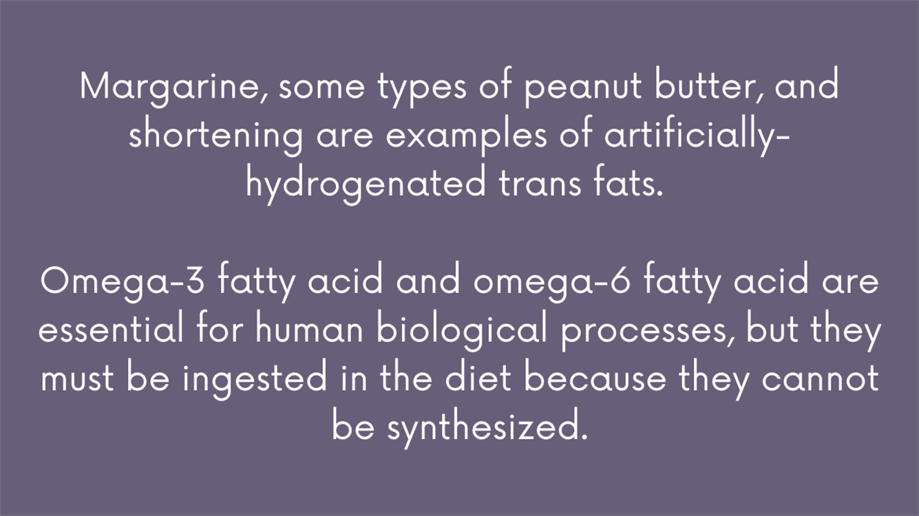 Margarine, some types of peanut butter, and
shortening are examples of artificially-
hydrogenated trans fats.
Omega-3 fatty acid and omega-6 fatty acid are
essential for human biological processes, but they
must be ingested in the diet because they cannot
be synthesized.